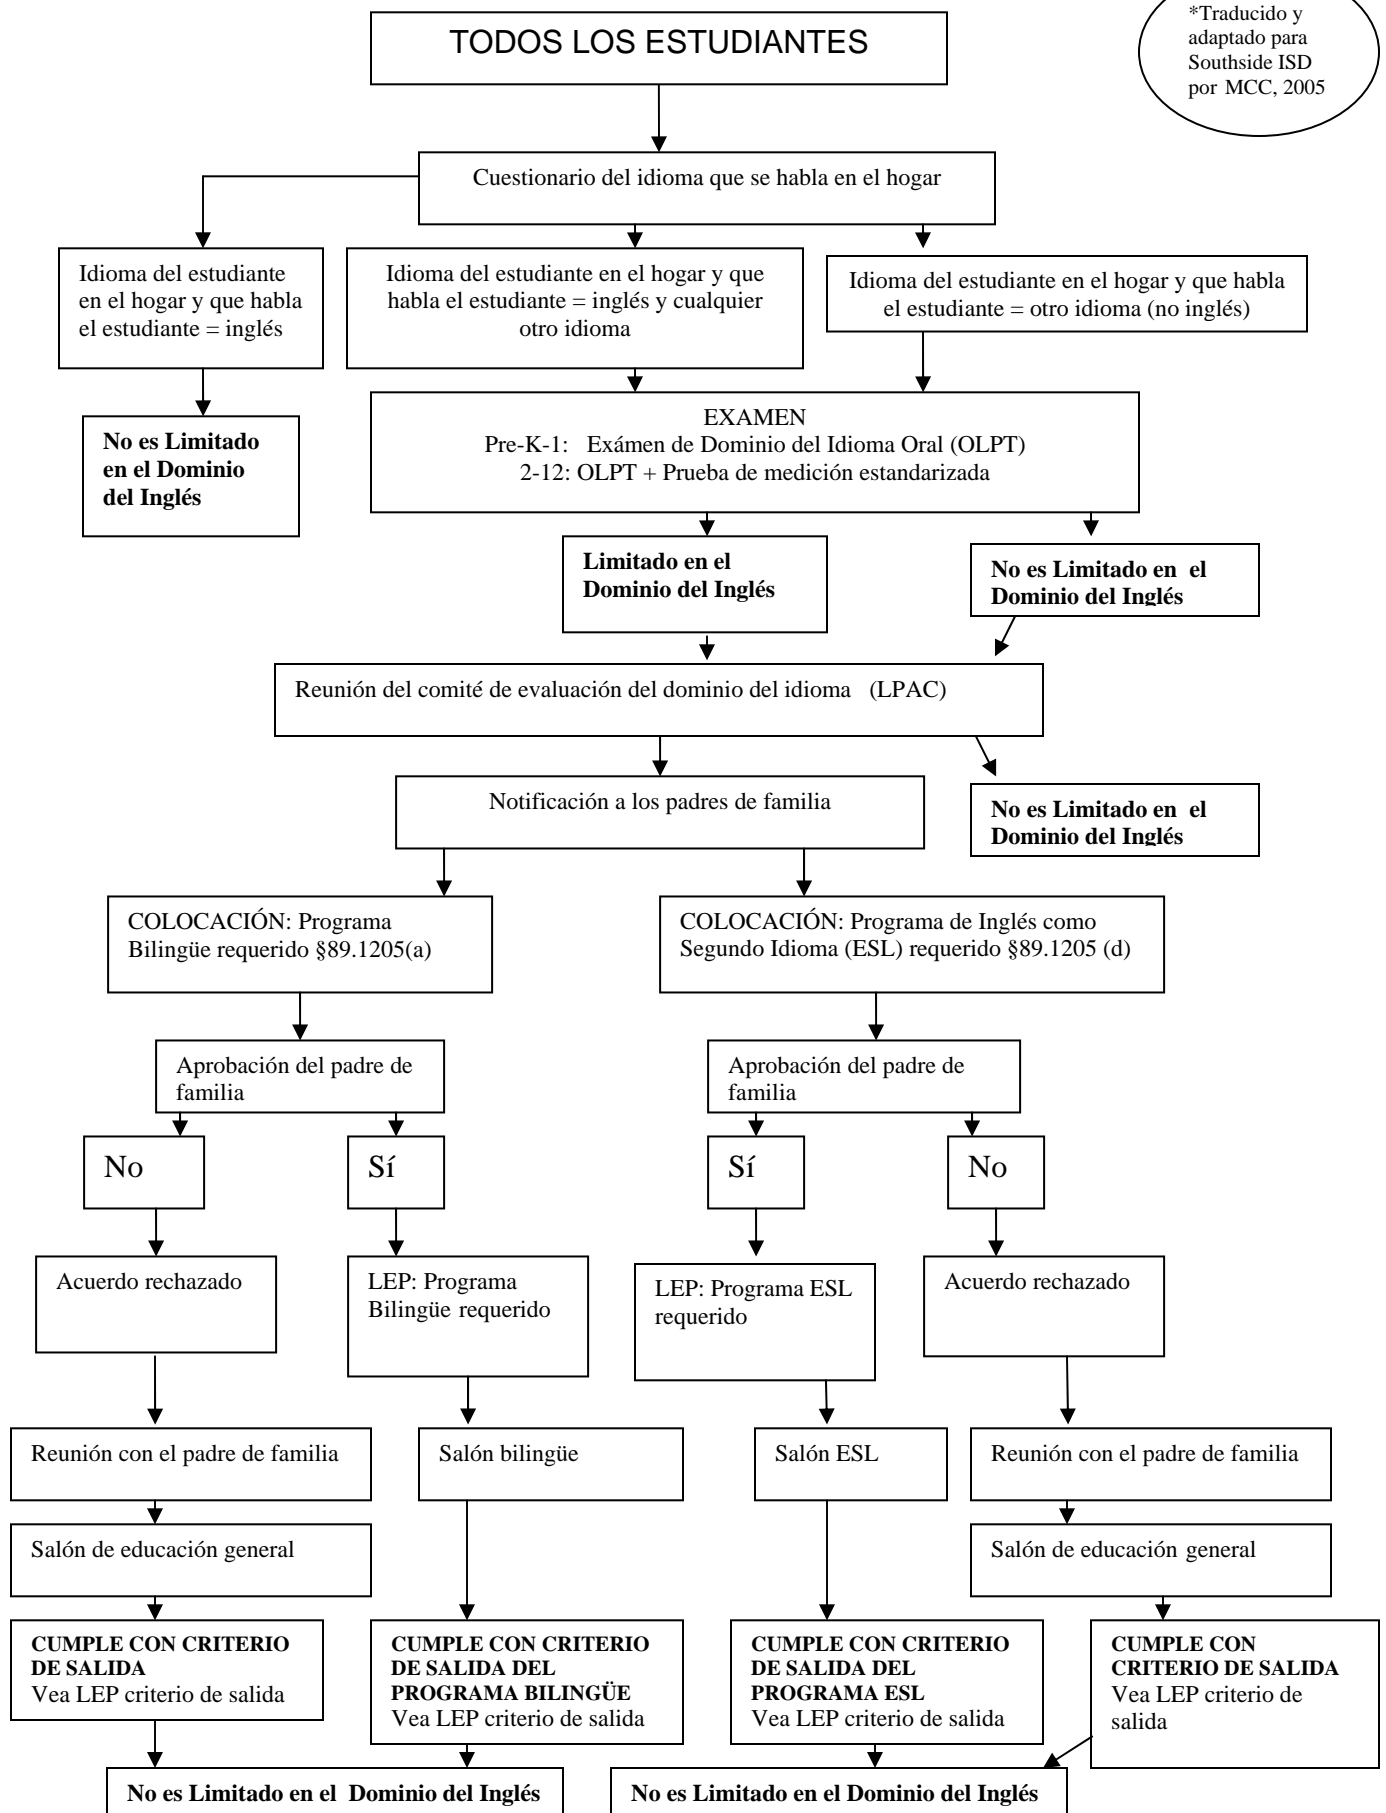 *Traducido y
adaptado para
Southside ISD
por MCC, 2005
TODOS LOS ESTUDIANTES
Cuestionario del idioma que se habla en el hogar
Idioma del estudiante
en el hogar y que habla
el estudiante = inglés
Idioma del estudiante en el hogar y que
habla el estudiante = inglés y cualquier
otro idioma
Idioma del estudiante en el hogar y que habla
el estudiante = otro idioma (no inglés)
No es Limitado
en el Dominio
del Inglés
EXAMEN
Pre-K-1: Exámen de Dominio del Idioma Oral (OLPT)
2-12: OLPT + Prueba de medición estandarizada
Limitado en el
Dominio del Inglés
No es Limitado en el
Dominio del Inglés
Reunión del comité de evaluación del dominio del idioma (LPAC)
Notificación a los padres de familia
No es Limitado en el
Dominio del Inglés
COLOCACIÓN: Programa
Bilingüe requerido §89.1205(a)
COLOCACIÓN: Programa de Inglés como
Segundo Idioma (ESL) requerido §89.1205 (d)
Aprobación del padre de
familia
Aprobación del padre de
familia
No
Sí
Sí
No
Acuerdo rechazado
LEP: Programa
Bilingüe requerido
LEP: Programa ESL
requerido
Acuerdo rechazado
Reunión con el padre de familia
Salón bilingüe
Salón ESL
Reunión con el padre de familia
Salón de educación general
Salón de educación general
CUMPLE CON CRITERIO
DE SALIDA
Vea LEP criterio de salida
CUMPLE CON CRITERIO
DE SALIDA DEL
PROGRAMA BILINGÜE
Vea LEP criterio de salida
CUMPLE CON CRITERIO
DE SALIDA DEL
PROGRAMA ESL
Vea LEP criterio de salida
CUMPLE CON
CRITERIO DE SALIDA
Vea LEP criterio de
salida
No es Limitado en el Dominio del Inglés
No es Limitado en el Dominio del Inglés